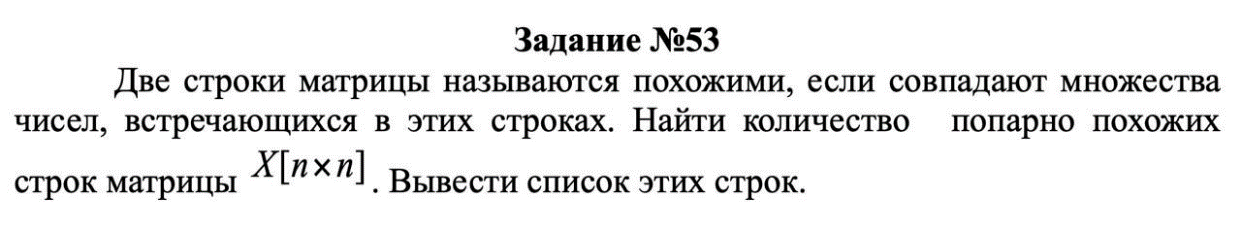 Задание №53
Две строки матрицы называются похожими, если совпадают множества
чисел, встречающихся в этих строках. Найти количество попарно похожих
строк матрицы X[n×n]. Вывести список этих строк.